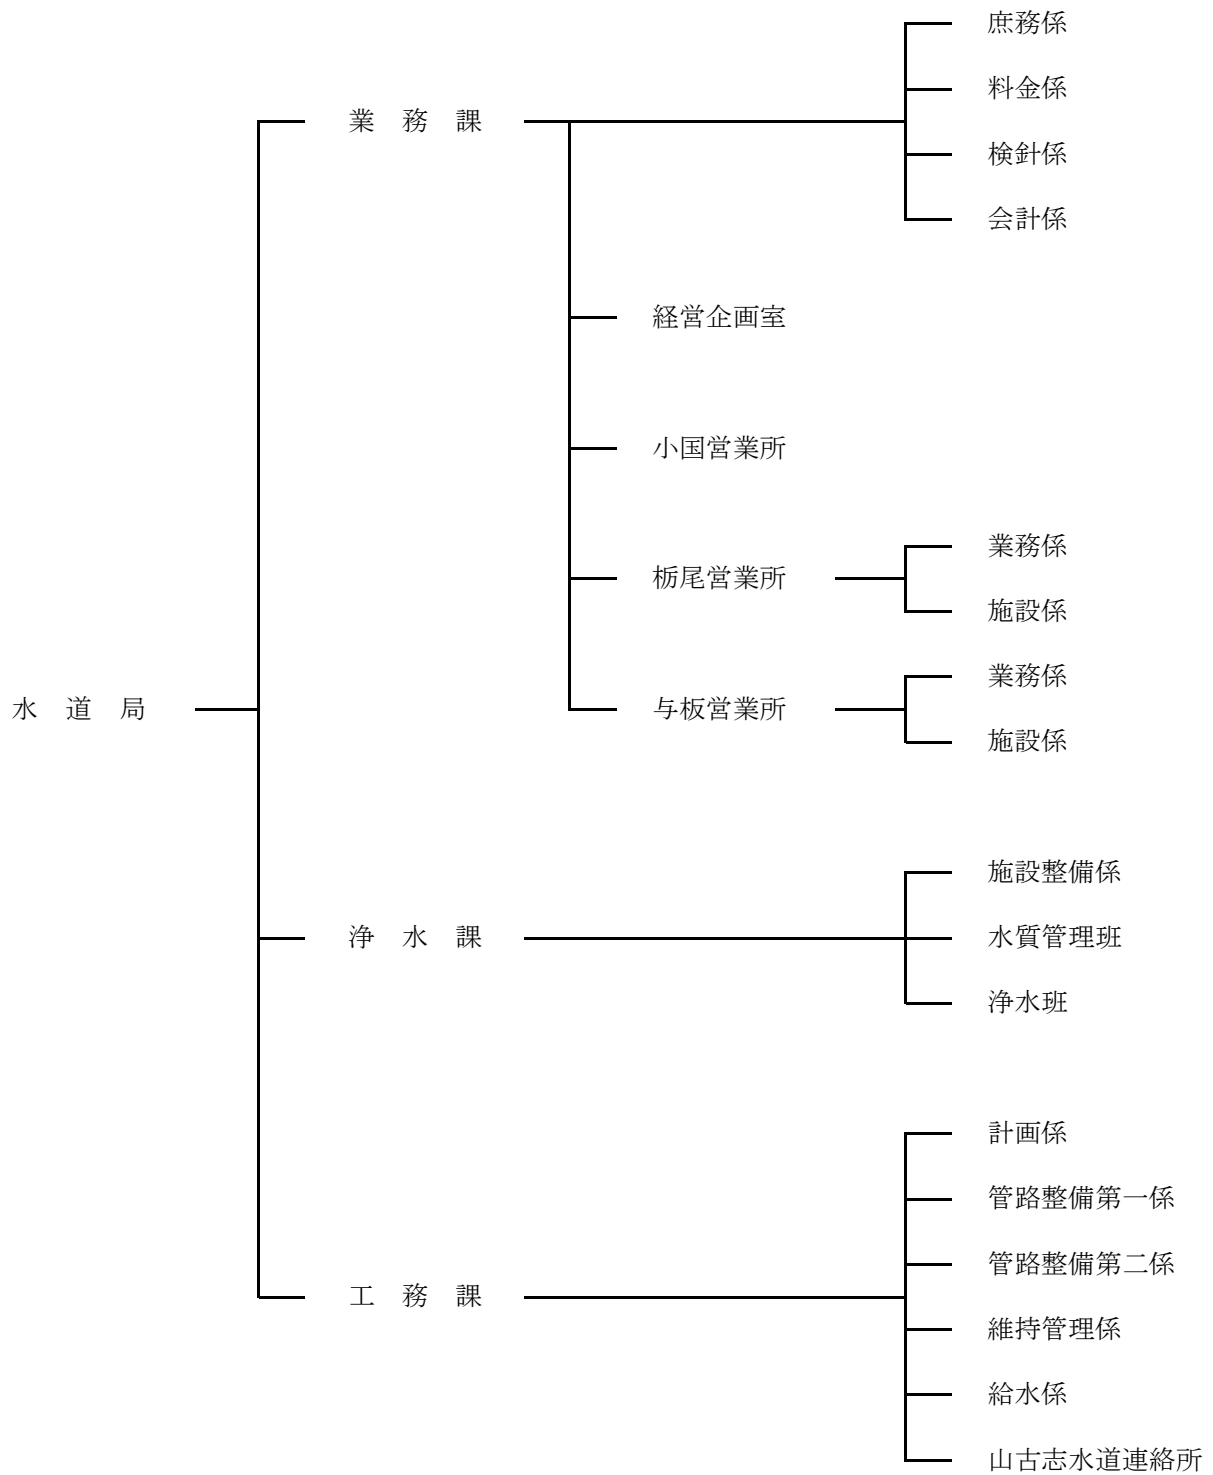 庶務係
料金係
業　務　課
検針係
会計係
経営企画室
小国営業所
業務係
栃尾営業所
施設係
業務係
水　道　局
与板営業所
施設係
施設整備係
浄　水　課
水質管理班
浄水班
計画係
管路整備第一係
管路整備第二係
工　務　課
維持管理係
給水係
山古志水道連絡所